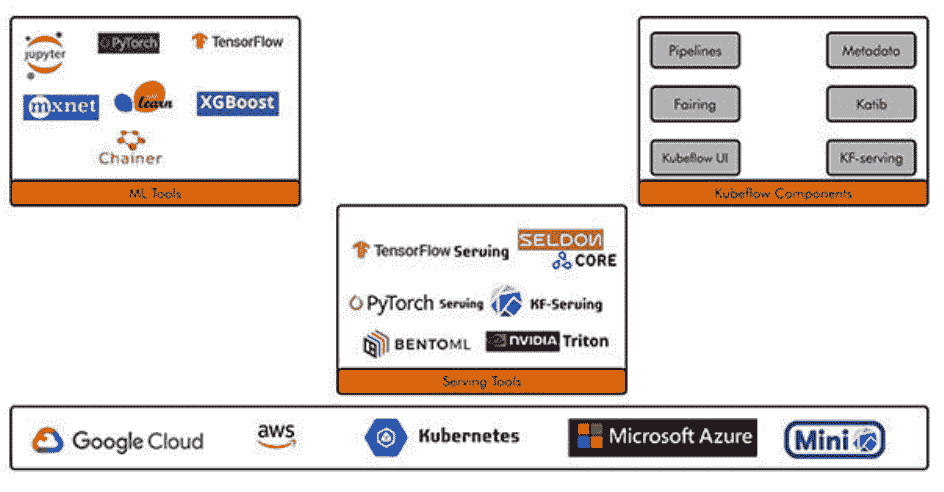 jupyter
PyTorch
TensorFlow
mxnet
learn
XGBoost
Chainer
ML Tools
Pipelines
Metadata
Fairing
Katib
Kubeflow UI
KF-serving
Kubeflow Components
TensorFlow Serving
SELDON
CORE
PyTorch Serving
KF-Serving
BENTOML
NVIDIA Triton
Serving Tools
Google Cloud
aws
Kubernetes
Microsoft Azure
Mini